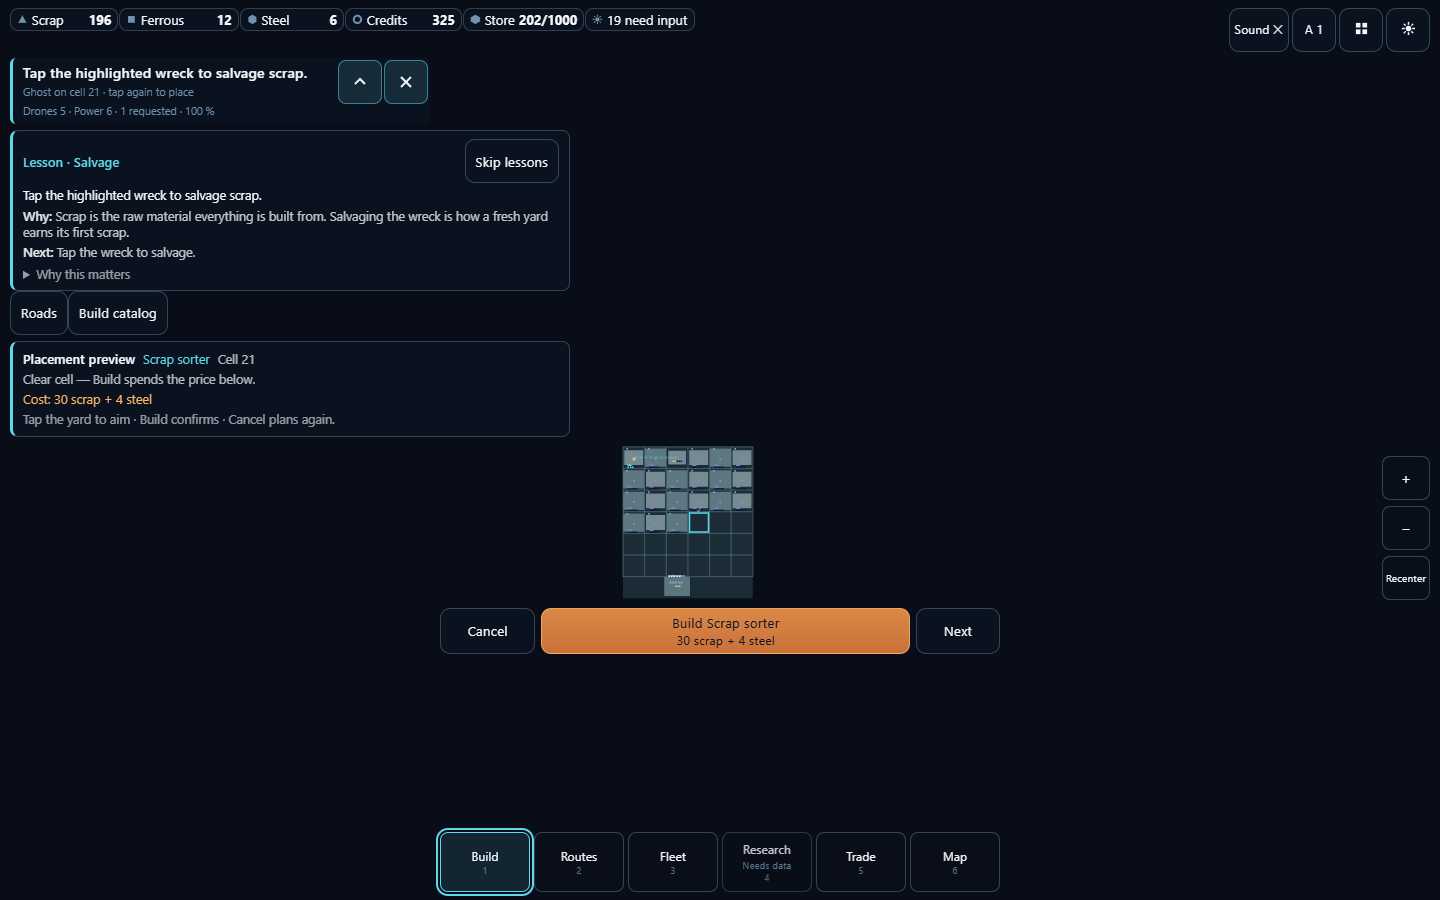 Scrap 196
Ferrous 12
Steel 6
Credits 325
Store 202/1000
19 need input
Sound
A 1
Tap the highlighted wreck to salvage scrap.
Ghost on cell 21 · tap again to place
Drones 5 · Power 6 · 1 requested · 100 %
Lesson · Salvage
Skip lessons
Tap the highlighted wreck to salvage scrap.
Why: Scrap is the raw material everything is built from. Salvaging the wreck is how a fresh yard
earns its first scrap.
Next: Tap the wreck to salvage.
Why this matters
Roads
Build catalog
Placement preview Scrap sorter Cell 21
Clear cell — Build spends the price below.
Cost: 30 scrap + 4 steel
Tap the yard to aim · Build confirms · Cancel plans again.
+
−
Recenter
Cancel
Build Scrap sorter
30 scrap + 4 steel
Next
Build
1
Routes
2
Fleet
3
Research
Needs data
4
Trade
5
Map
6